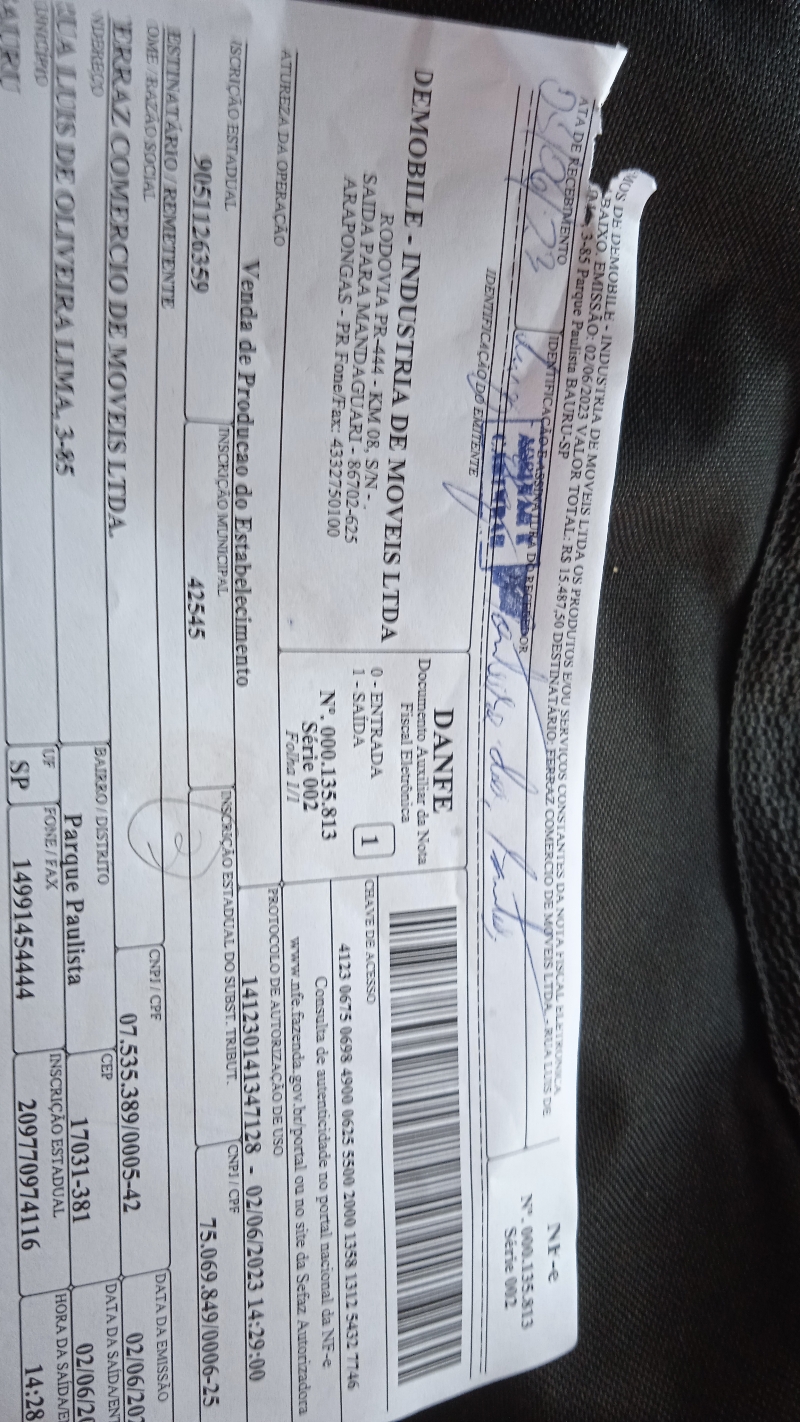 MOS DE DEMOBILE - INDUSTRIA DE MOVEIS LTDA OS PRODUTOS E/OU SERVIÇOS CONSTANTES DA NOTA FISCAL ELETRÔNICA
BAIXO. EMISSÃO: 02/06/2023 VALOR TOTAL: R$ 15.487,50 DESTINATÁRIO: FERRAZ COMERCIO DE MOVEIS LTDA. - RUA LUIS DE
3-85 Parque Paulista BAURU-SP
ATA DE RECEBIMENTO
IDENTIFICAÇÃO E ASSINATURA DO RECEBEDOR
NF-e
Nº. 000.135.813
Série 002
IDENTIFICAÇÃO DO EMITENTE
DEMOBILE - INDUSTRIA DE MOVEIS LTDA
RODOVIA PR-444 - KM 08, S/N - .
SAIDA PARA MANDAGUARI - 86702-625
ARAPONGAS - PR Fone/Fax: 4332750100
DANFE
Documento Auxiliar da Nota
Fiscal Eletrônica
0 - ENTRADA
1 - SAÍDA
1
Nº. 000.135.813
Série 002
Folha 1/1
CHAVE DE ACESSO
4123 0675 0698 4900 0625 5500 2000 1358 1312 5432 7746
Consulta de autenticidade no portal nacional da NF-e
www.nfe.fazenda.gov.br/portal ou no site da Sefaz Autorizadora
ATUREZA DA OPERAÇÃO
Venda de Producao do Estabelecimento
PROTOCOLO DE AUTORIZAÇÃO DE USO
141230141347128 - 02/06/2023 14:29:00
ISCRIÇÃO ESTADUAL
9051126359
INSCRIÇÃO MUNICIPAL
42545
INSCRIÇÃO ESTADUAL DO SUBST. TRIBUT.
CNPJ / CPF
75.069.849/0006-25
ESTINATÁRIO / REMETENTE
OME / RAZÃO SOCIAL
ERRAZ COMERCIO DE MOVEIS LTDA.
CNPJ / CPF
07.535.389/0005-42
DATA DA EMISSÃO
02/06/202
NDEREÇO
UA LUIS DE OLIVEIRA LIMA, 3-85
BAIRRO / DISTRITO
Parque Paulista
CEP
17031-381
DATA DA SAÍDA/EN
02/06/20
UNICÍPIO
AURU
UF
SP
FONE / FAX
14991454444
INSCRIÇÃO ESTADUAL
209770974116
HORA DA SAÍDA/E
14:28